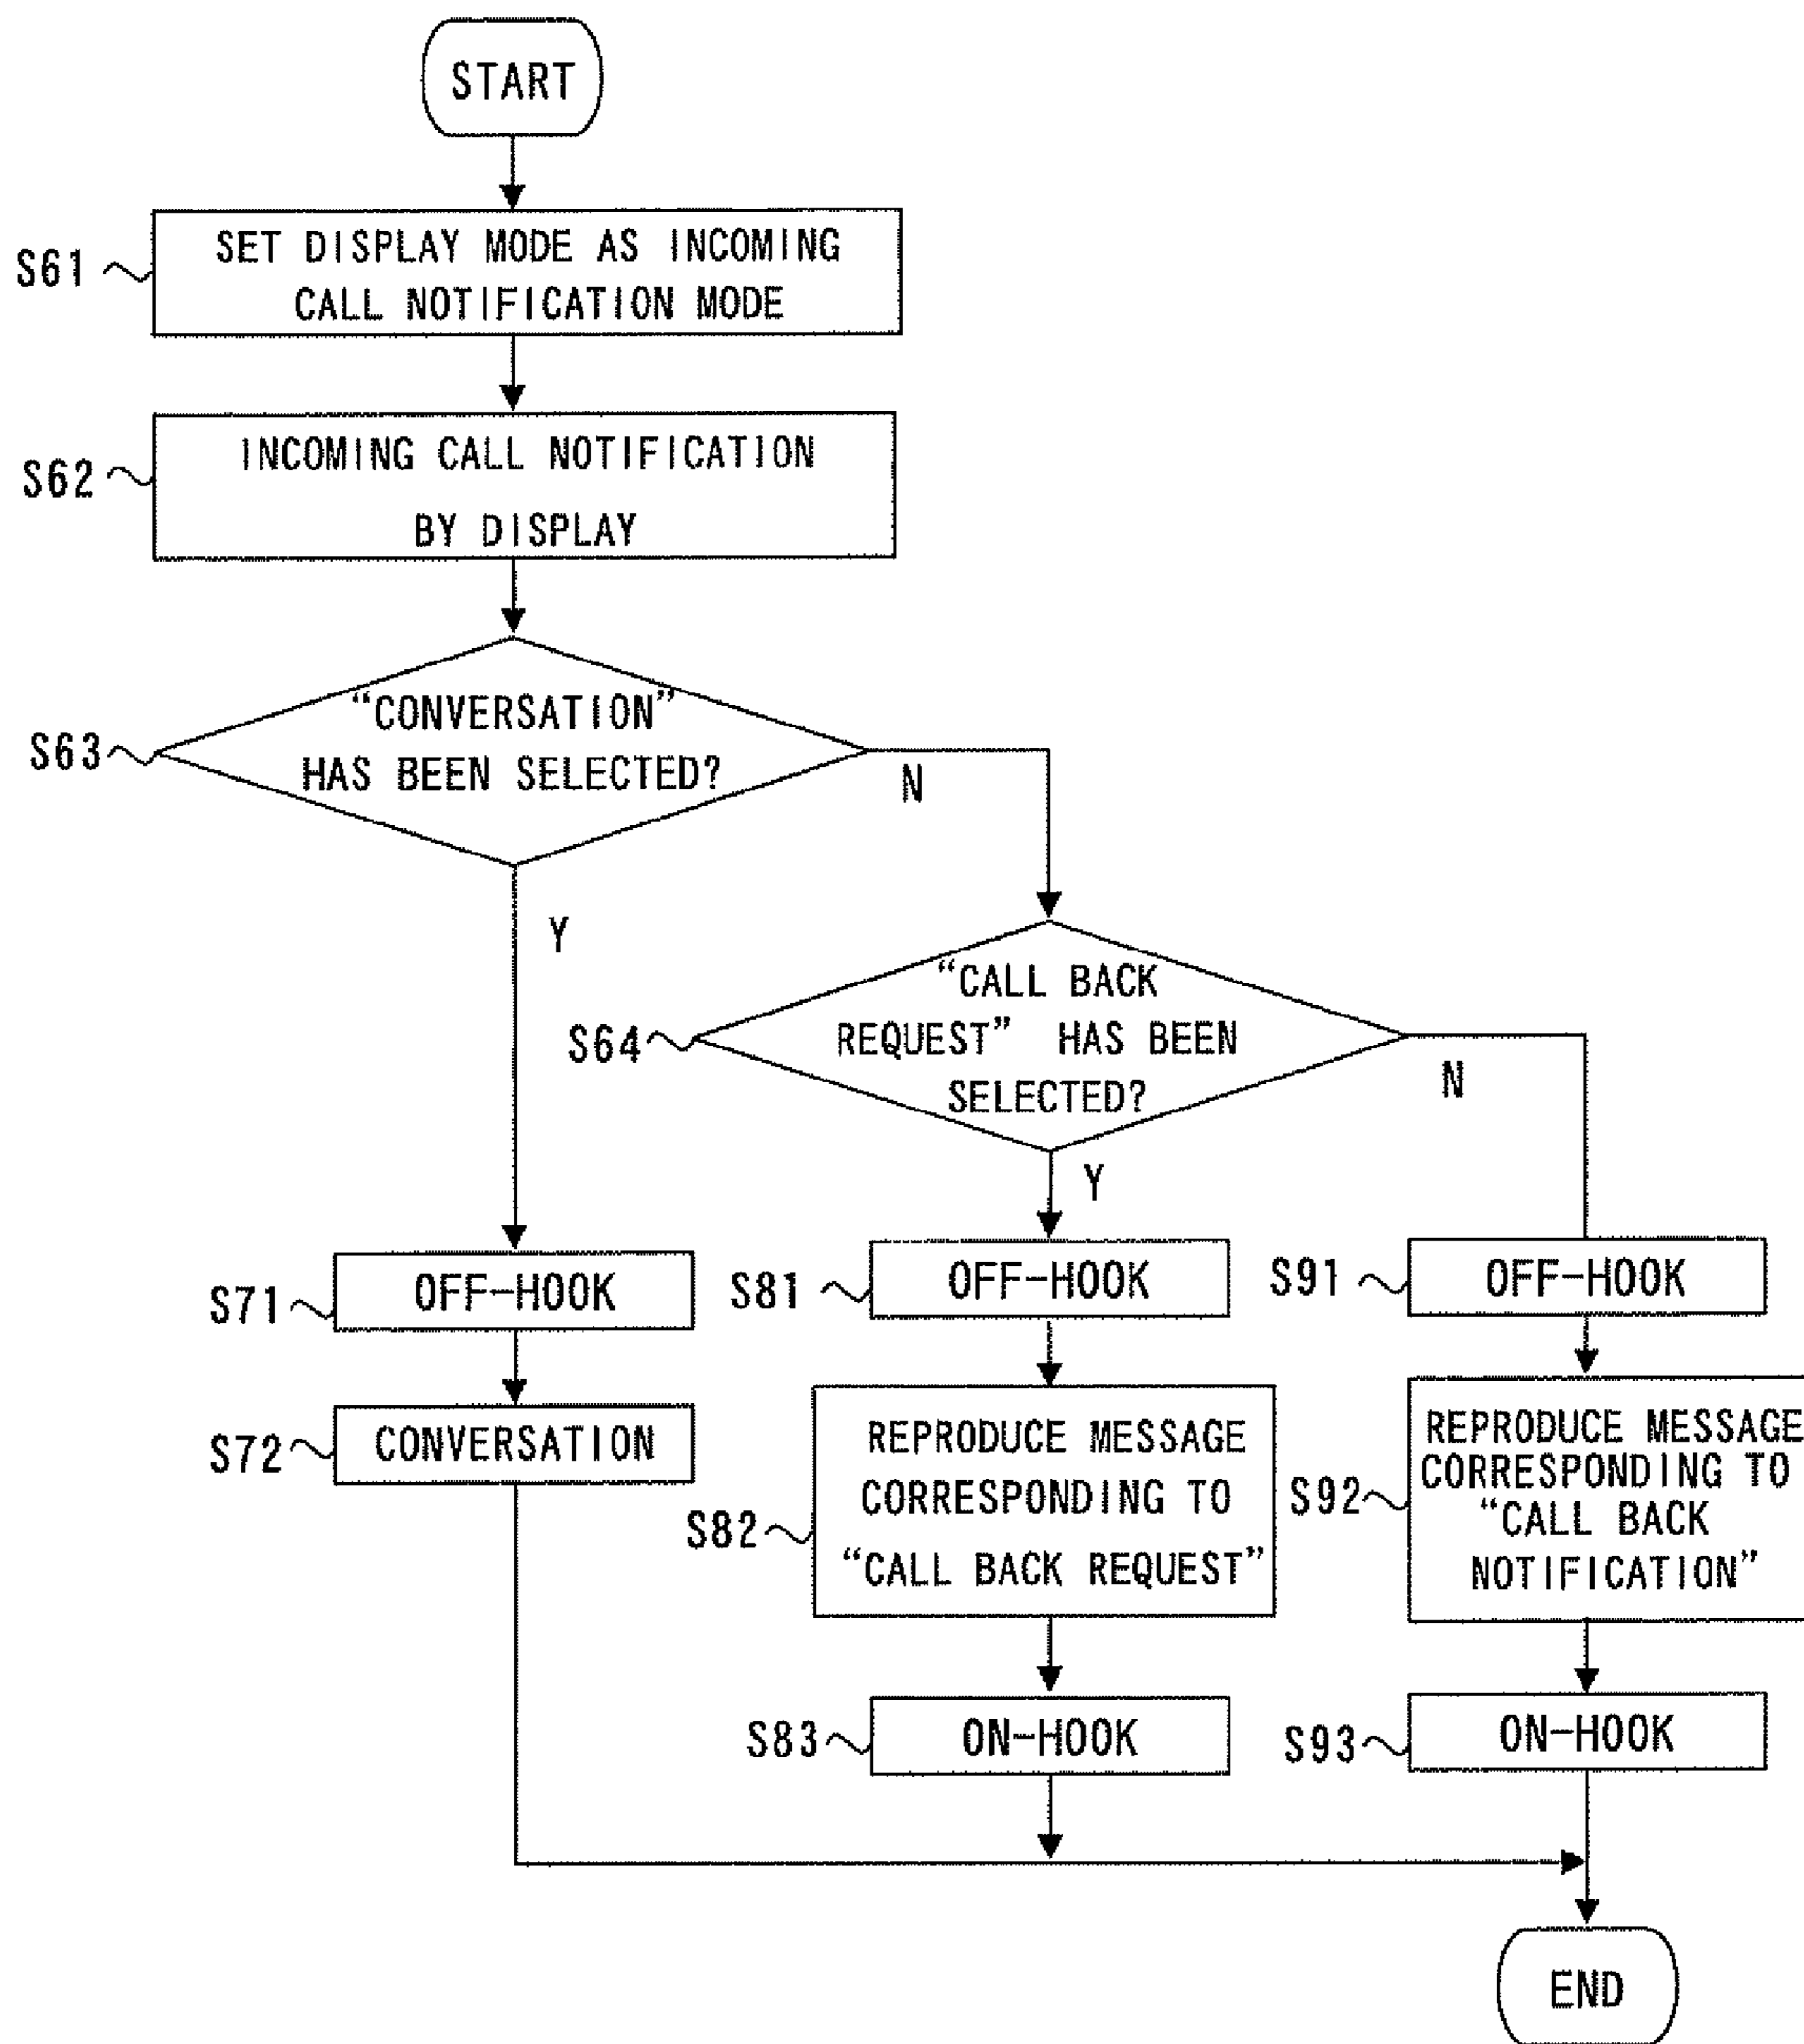 START
S61
SET DISPLAY MODE AS INCOMING
CALL NOTIFICATION MODE
S62
INCOMING CALL NOTIFICATION
BY DISPLAY
S63
“CONVERSATION”
HAS BEEN SELECTED?
N
Y
S64
“CALL BACK
REQUEST” HAS BEEN
SELECTED?
N
Y
S71
OFF-HOOK
S81
OFF-HOOK
S91
OFF-HOOK
S72
CONVERSATION
S82
REPRODUCE MESSAGE
CORRESPONDING TO
“CALL BACK REQUEST”
S92
REPRODUCE MESSAGE
CORRESPONDING TO
“CALL BACK
NOTIFICATION”
S83
ON-HOOK
S93
ON-HOOK
END